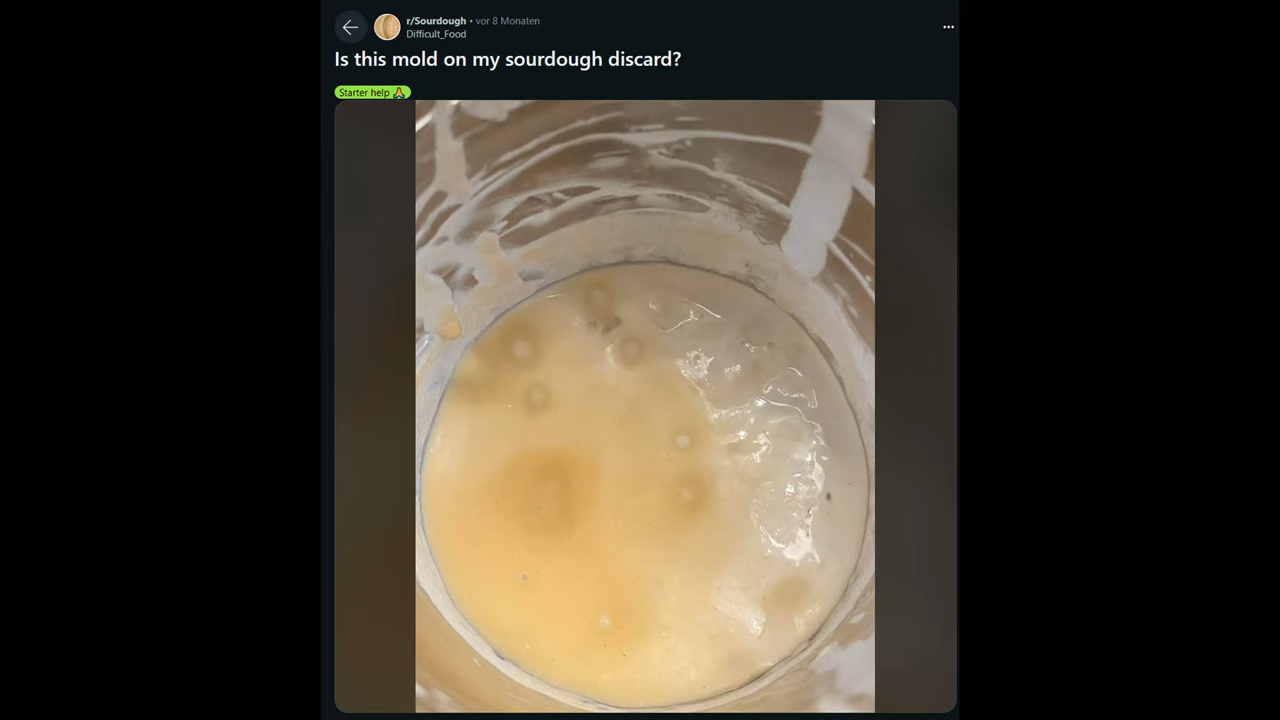 r/Sourdough • vor 8 Monaten
Difficult_Food
Is this mold on my sourdough discard?
Starter help 🙏